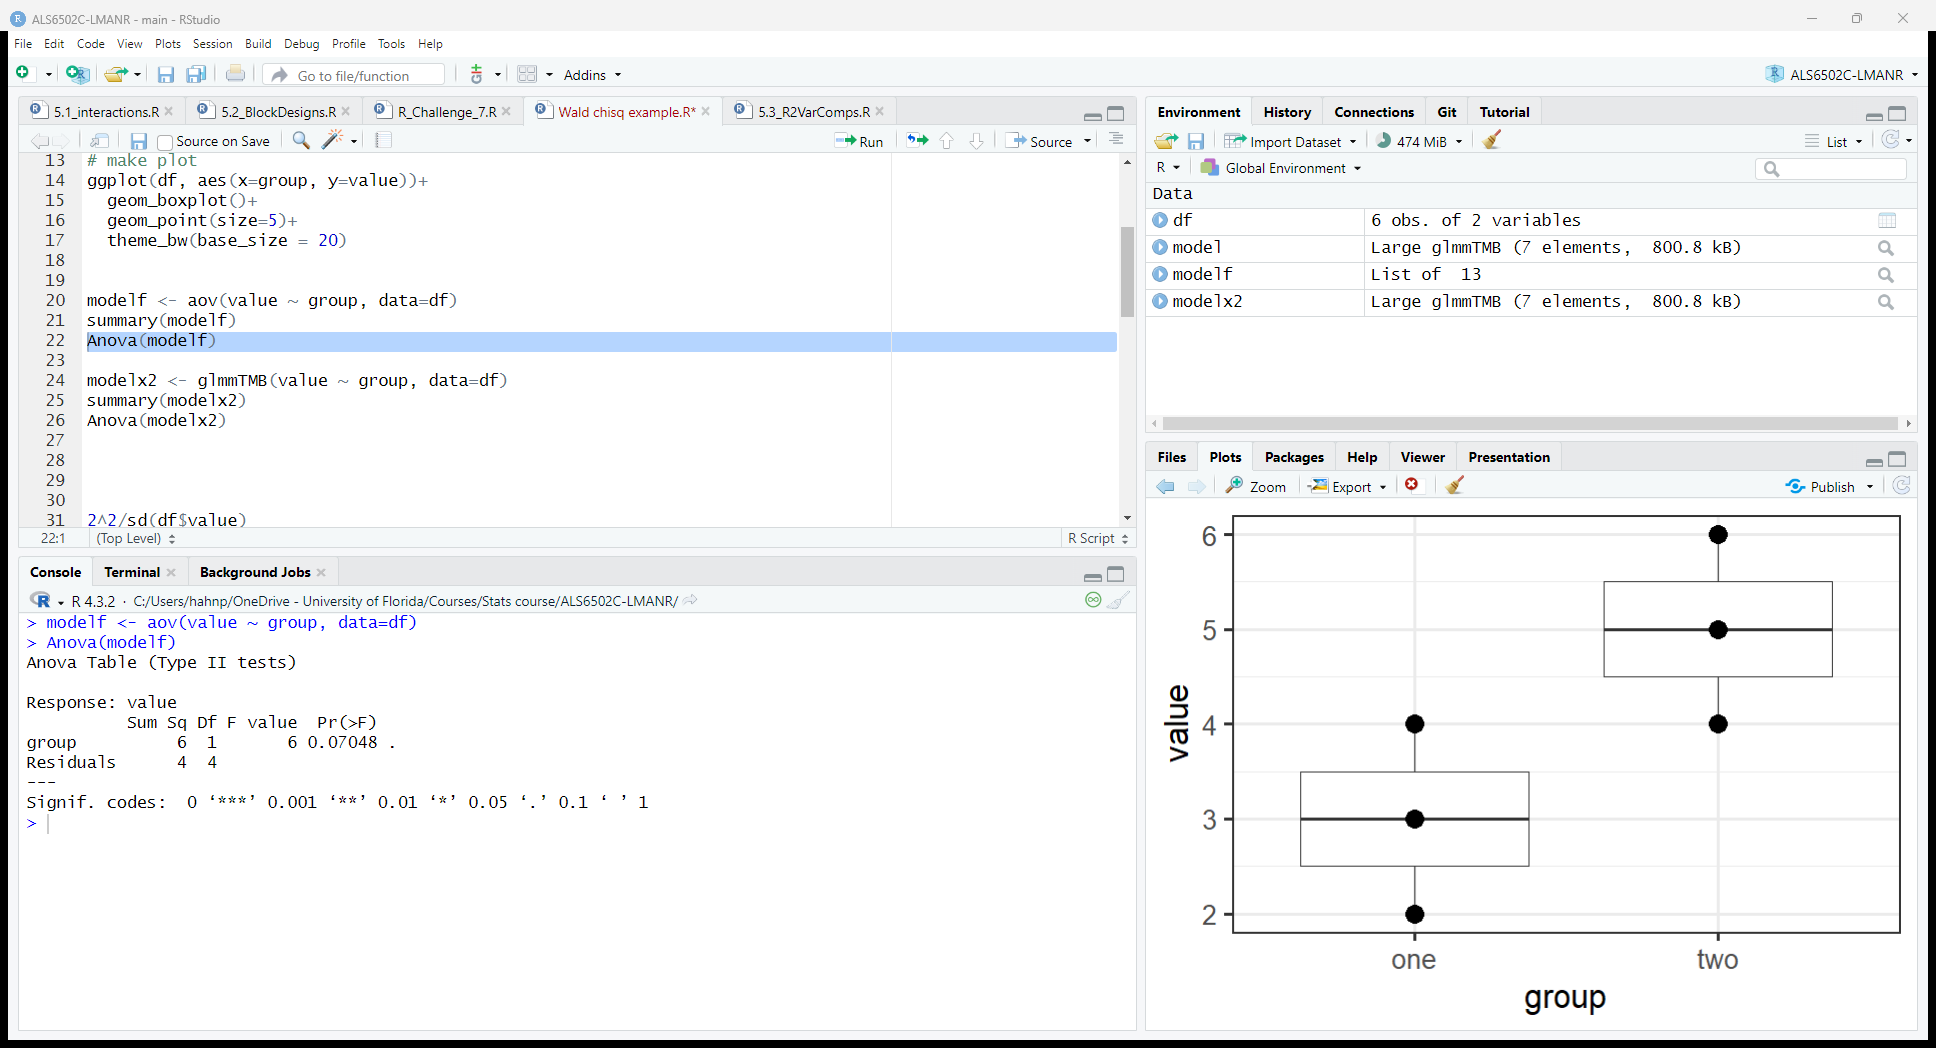 ALS6502C-LMANR - main - RStudio
File Edit Code View Plots Session Build Debug Profile Tools Help
Go to file/function Addins ALS6502C-LMANR
5.1_interactions.R 5.2_BlockDesigns.R R_Challenge_7.R Wald chisq example.R* 5.3_R2VarComps.R
Source on Save Run Source
13 # make plot
14 ggplot(df, aes(x=group, y=value))+
15 geom_boxplot()+
16 geom_point(size=5)+
17 theme_bw(base_size = 20)
18
19
20 modelf <- aov(value ~ group, data=df)
21 summary(modelf)
22 Anova(modelf)
23
24 modelx2 <- glmmTMB(value ~ group, data=df)
25 summary(modelx2)
26 Anova(modelx2)
27
28
29
30
31 2^2/sd(df$value)
22:1 (Top Level) R Script
Console Terminal Background Jobs
R 4.3.2 · C:/Users/hahnp/OneDrive - University of Florida/Courses/Stats course/ALS6502C-LMANR/
> modelf <- aov(value ~ group, data=df)
> Anova(modelf)
Anova Table (Type II tests)
Response: value
Sum Sq Df F value Pr(>F)
group 6 1 6 0.07048 .
Residuals 4 4
---
Signif. codes: 0 ‘***’ 0.001 ‘**’ 0.01 ‘*’ 0.05 ‘.’ 0.1 ‘ ’ 1
>
Environment History Connections Git Tutorial
Import Dataset 474 MiB List
R Global Environment
Data
df 6 obs. of 2 variables
model Large glmmTMB (7 elements, 800.8 kB)
modelf List of 13
modelx2 Large glmmTMB (7 elements, 800.8 kB)
Files Plots Packages Help Viewer Presentation
Zoom Export Publish
6
5
4
3
2
value
one two
group